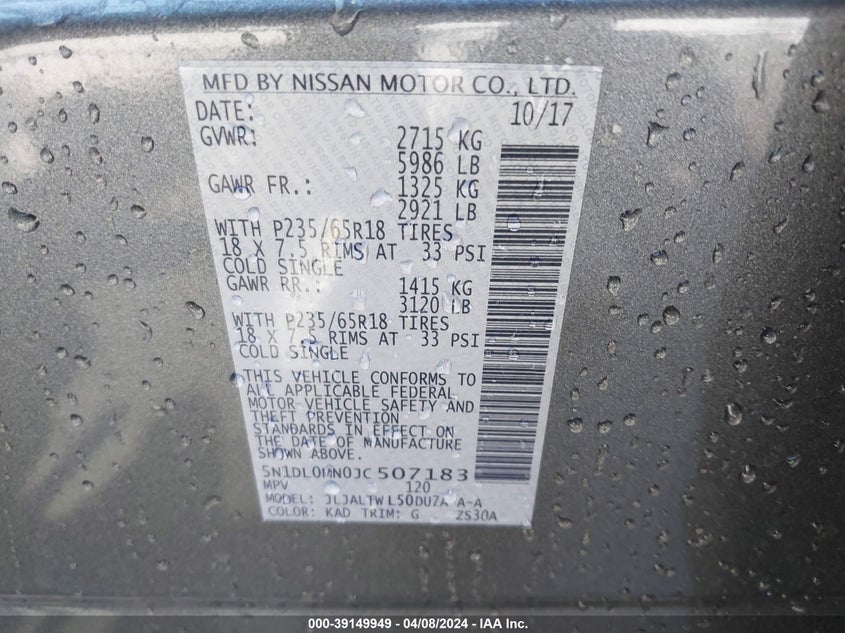 MFD BY NISSAN MOTOR CO., LTD.
DATE: 10/17
GVWR: 2715 KG
5986 LB
GAWR FR.: 1325 KG
2921 LB
WITH P235/65R18 TIRES
18 X 7.5 RIMS AT 33 PSI
COLD SINGLE
GAWR RR.: 1415 KG
3120 LB
WITH P235/65R18 TIRES
18 X 7.5 RIMS AT 33 PSI
COLD SINGLE
THIS VEHICLE CONFORMS TO
ALL APPLICABLE FEDERAL
MOTOR VEHICLE SAFETY AND
THEFT PREVENTION
STANDARDS IN EFFECT ON
THE DATE OF MANUFACTURE
SHOWN ABOVE.
5N1DL0MN0JC507183
MPV 120
MODEL: JLJALTWL50DU7A A-A
COLOR: KAD TRIM: G 2S30A
000-39149949 - 04/08/2024 - IAA Inc.